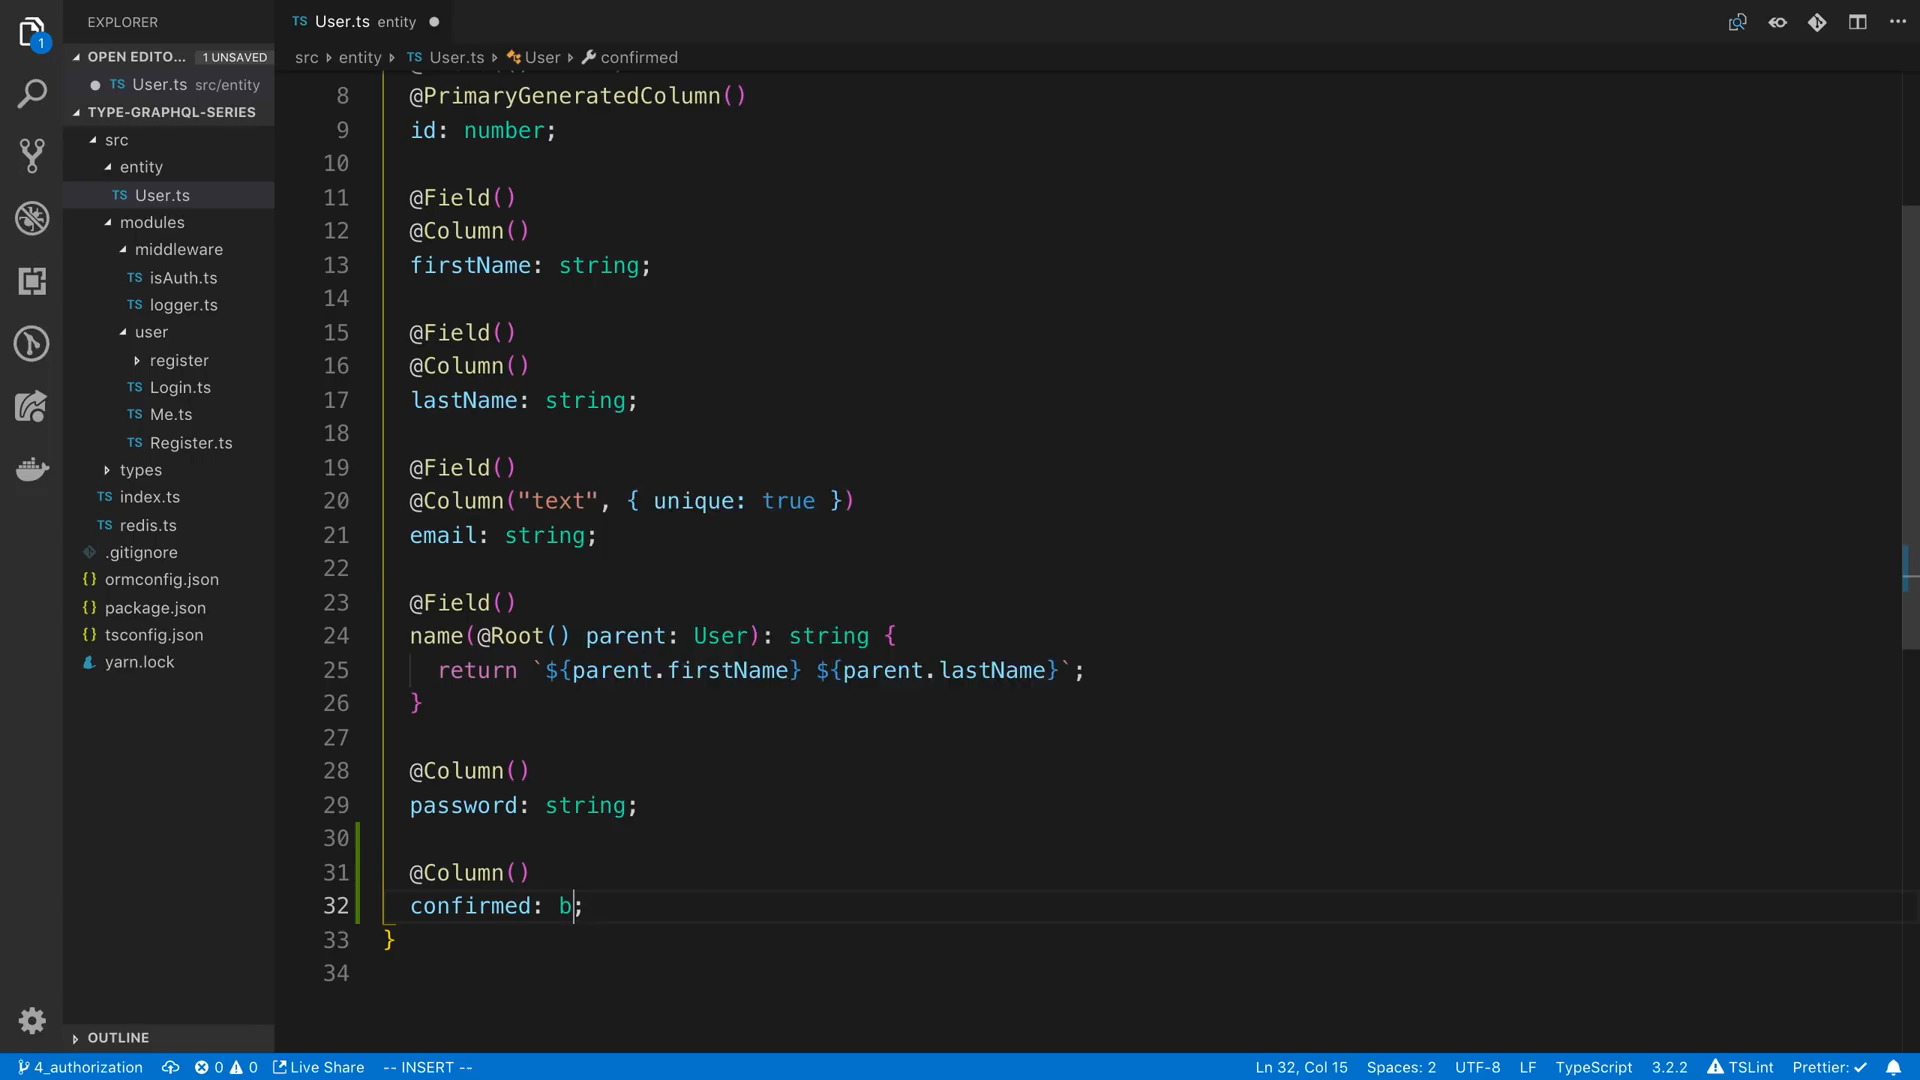 EXPLORER
TS User.ts entity
1
OPEN EDITO... 1 UNSAVED
TS User.ts src/entity
TYPE-GRAPHQL-SERIES
src
entity
TS User.ts
modules
middleware
TS isAuth.ts
TS logger.ts
user
register
TS Login.ts
TS Me.ts
TS Register.ts
types
TS index.ts
TS redis.ts
.gitignore
{} ormconfig.json
{} package.json
{} tsconfig.json
yarn.lock
OUTLINE
src entity TS User.ts User confirmed
8 @PrimaryGeneratedColumn()
9 id: number;
10
11 @Field()
12 @Column()
13 firstName: string;
14
15 @Field()
16 @Column()
17 lastName: string;
18
19 @Field()
20 @Column("text", { unique: true })
21 email: string;
22
23 @Field()
24 name(@Root() parent: User): string {
25 return `${parent.firstName} ${parent.lastName}`;
26 }
27
28 @Column()
29 password: string;
30
31 @Column()
32 confirmed: b;
33 }
34
4_authorization 0 0 Live Share -- INSERT -- Ln 32, Col 15 Spaces: 2 UTF-8 LF TypeScript 3.2.2 TSLint Prettier: ✓